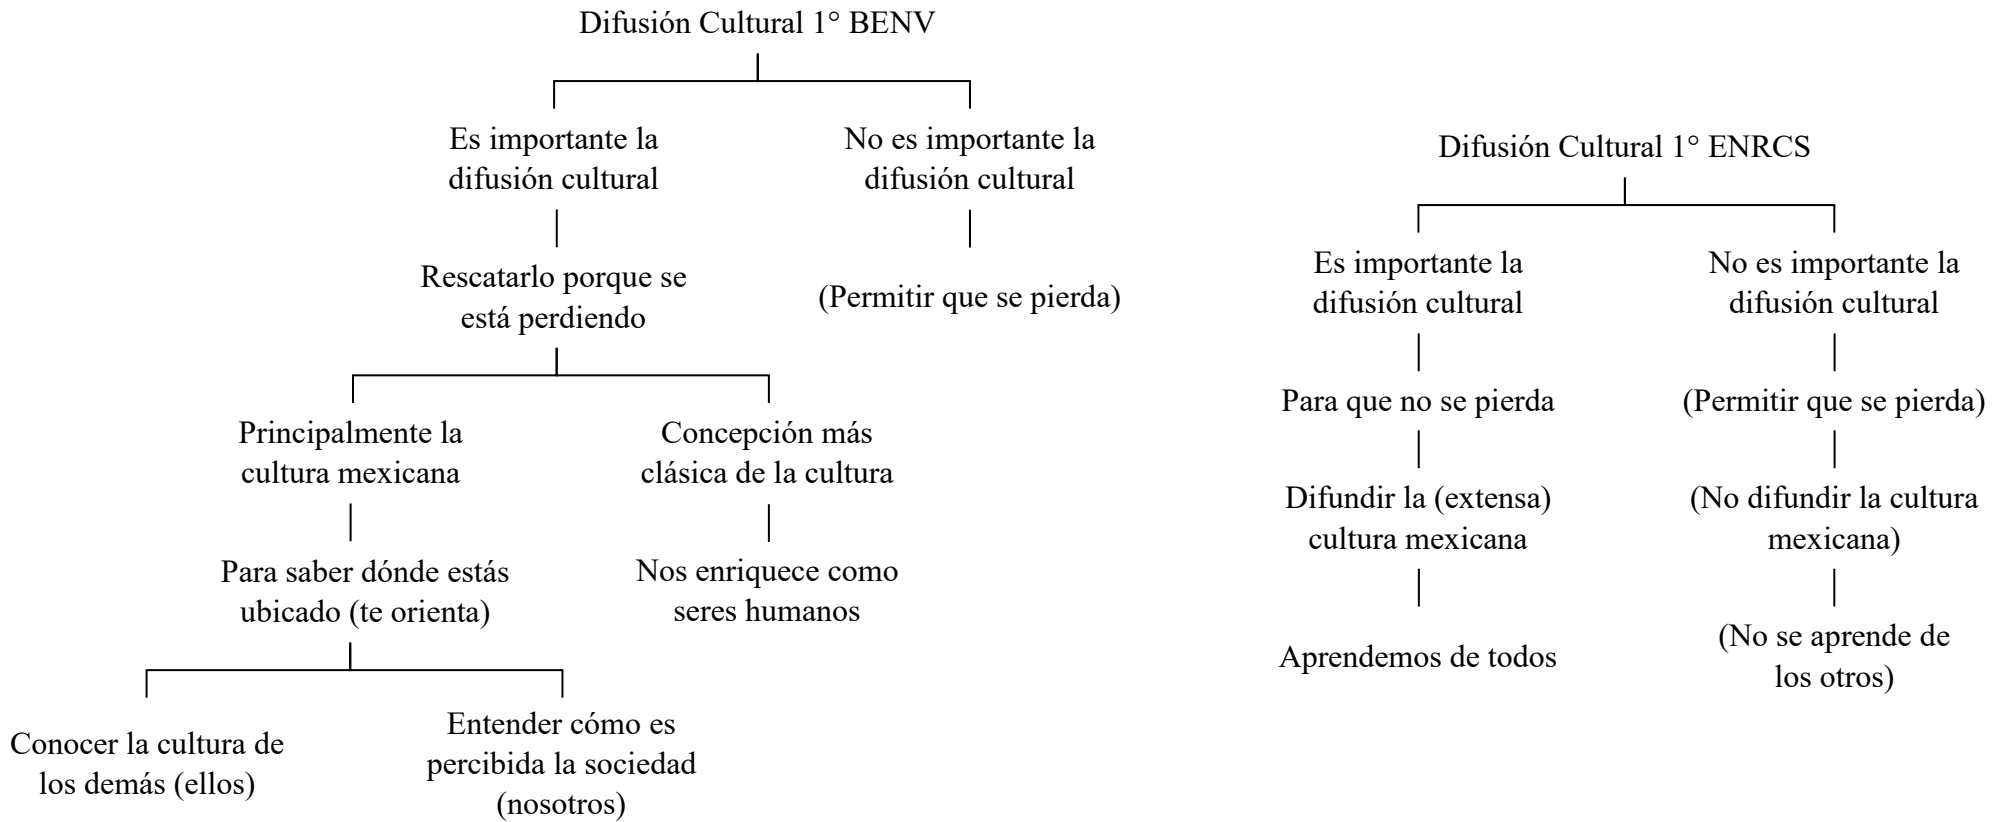 Difusión Cultural 1° BENV
Es importante la
difusión cultural
No es importante la
difusión cultural
Rescatarlo porque se
está perdiendo
(Permitir que se pierda)
Principalmente la
cultura mexicana
Concepción más
clásica de la cultura
Para saber dónde estás
ubicado (te orienta)
Nos enriquece como
seres humanos
Conocer la cultura de
los demás (ellos)
Entender cómo es
percibida la sociedad
(nosotros)
Difusión Cultural 1° ENRCS
Es importante la
difusión cultural
No es importante la
difusión cultural
Para que no se pierda
(Permitir que se pierda)
Difundir la (extensa)
cultura mexicana
(No difundir la cultura
mexicana)
Aprendemos de todos
(No se aprende de
los otros)